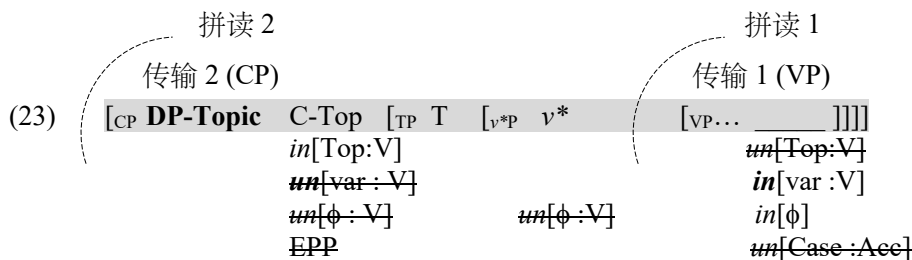 拼读 2 拼读 1
传输 2 (CP) 传输 1 (VP)
(23) [CP DP-Topic C-Top [TP T [v*P v* [VP… _____ ]]]]
in[Top:V] un[Top:V]
un[var : V] in[var :V]
un[ϕ : V] un[ϕ :V] in[ϕ]
EPP un[Case :Acc]